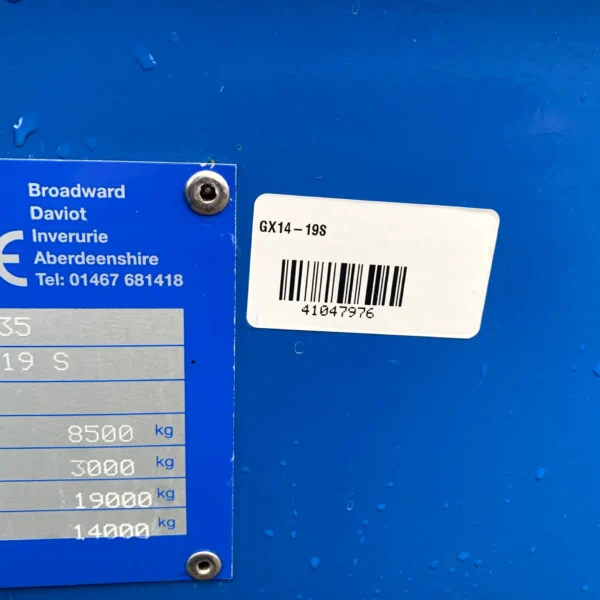 Broadward
Daviot
Inverurie
Aberdeenshire
Tel: 01467 681418
CE
35
19 S
8500 kg
3000 kg
19000 kg
14000 kg
GX14-19S
41047976